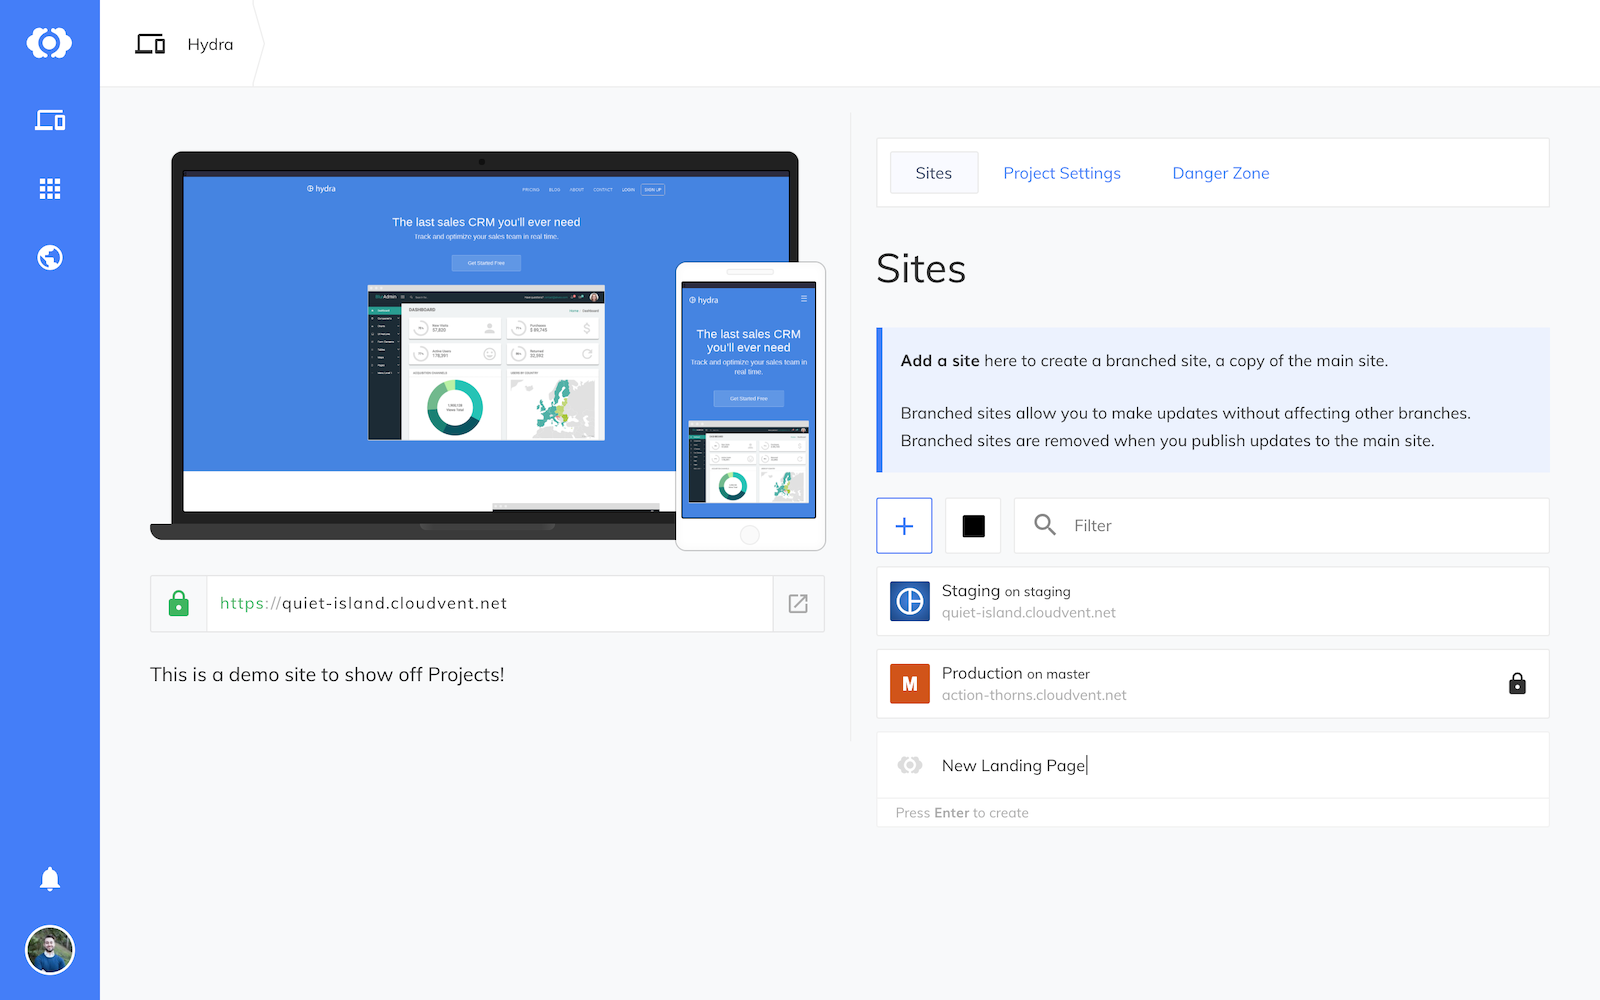 Hydra
hydra
PRICING BLOG ABOUT CONTACT LOGIN SIGN UP
The last sales CRM you'll ever need
Track and optimize your sales team in real time.
Get Started Free
DASHBOARD
hydra
The last sales CRM
you'll ever need
Track and optimize your sales team in
real time.
Get Started Free
https://quiet-island.cloudvent.net
This is a demo site to show off Projects!
Sites
Project Settings
Danger Zone
Sites
Add a site here to create a branched site, a copy of the main site.
Branched sites allow you to make updates without affecting other branches.
Branched sites are removed when you publish updates to the main site.
Filter
Staging on staging
quiet-island.cloudvent.net
M
Production on master
action-thorns.cloudvent.net
New Landing Page
Press Enter to create